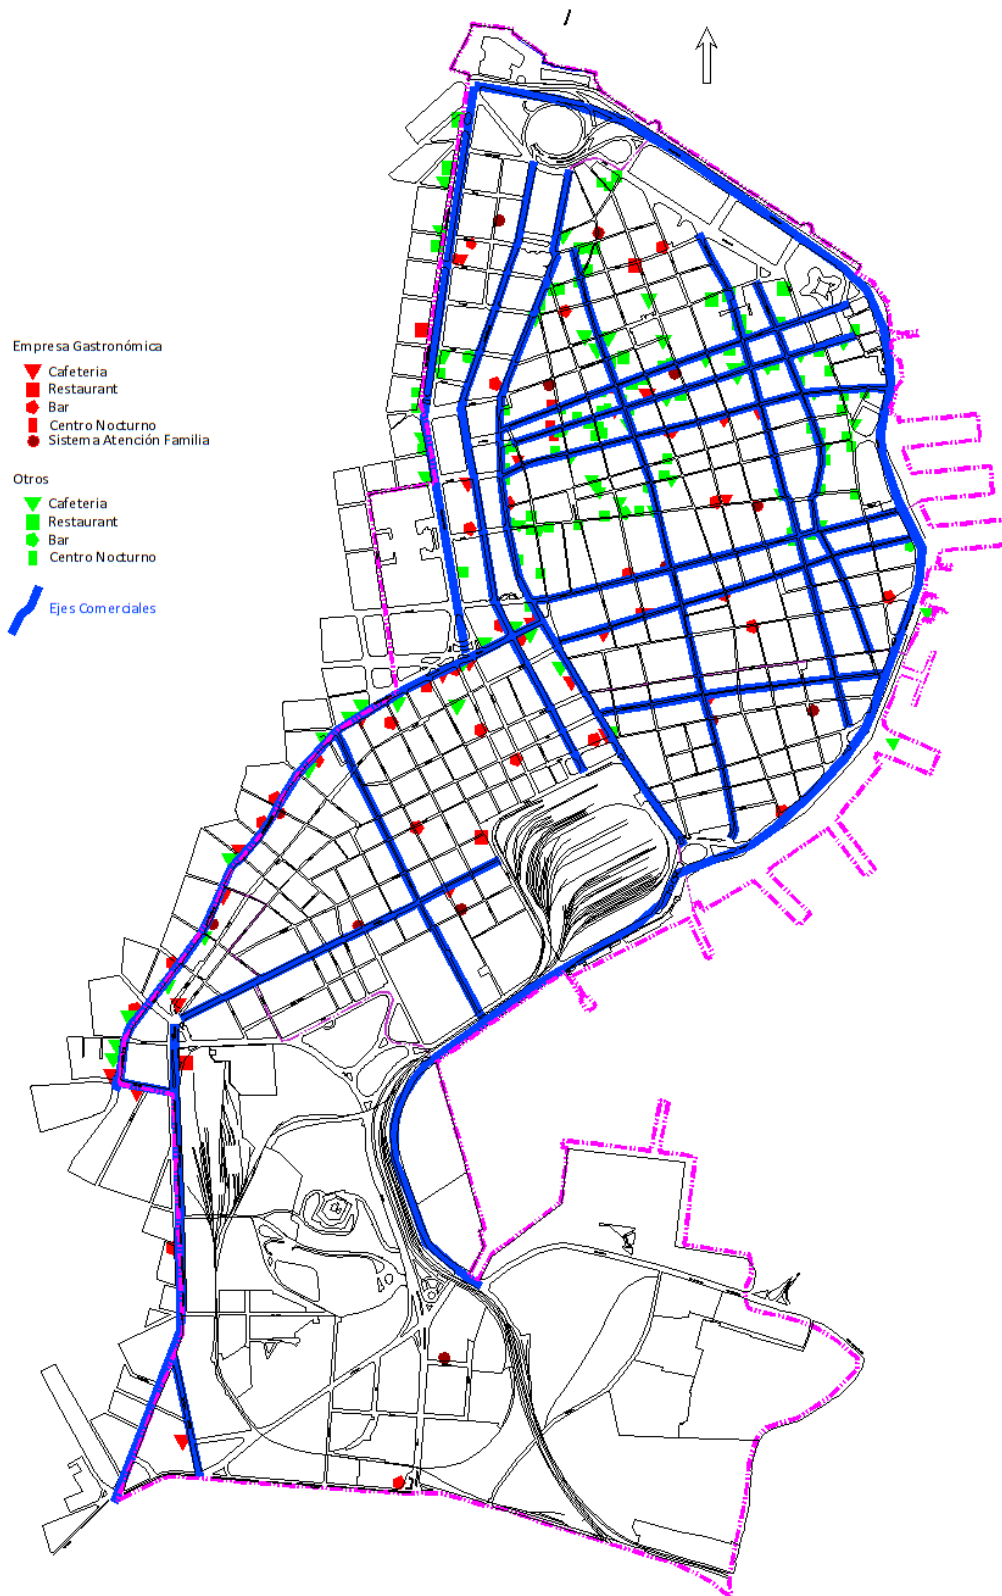 Empresa Gastronómica
Cafeteria
Restaurant
Bar
Centro Nocturno
Sistema Atención Familia
Otros
Cafeteria
Restaurant
Bar
Centro Nocturno
Ejes Comerciales